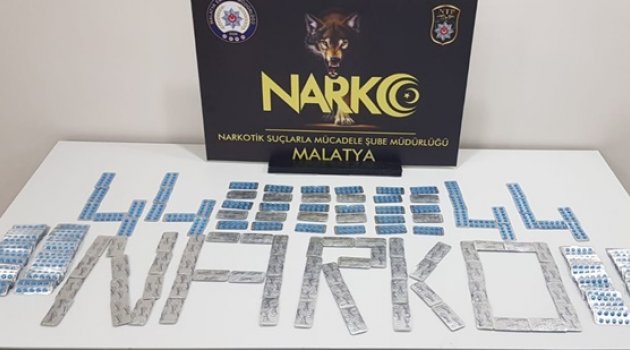 NARKO
NARKOTİK SUÇLARLA MÜCADELE ŞUBE MÜDÜRLÜĞÜ
MALATYA
44 44
NARKO